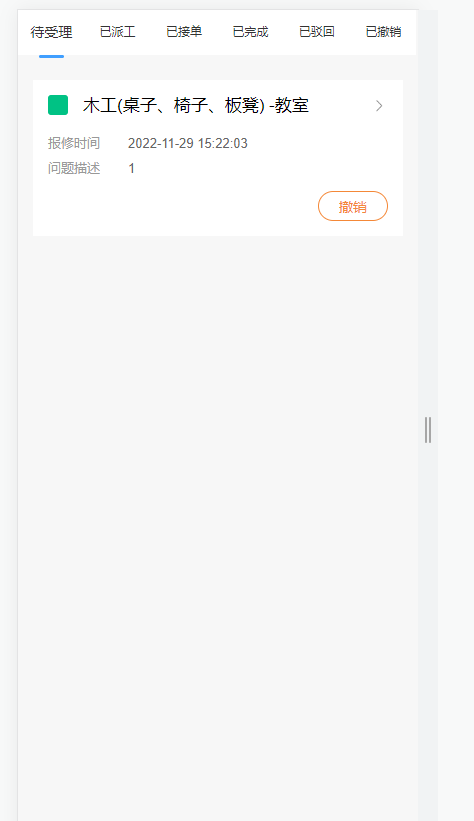 待受理 已派工 已接单 已完成 已驳回 已撤销
木工(桌子、椅子、板凳) -教室
报修时间 2022-11-29 15:22:03
问题描述 1
撤销